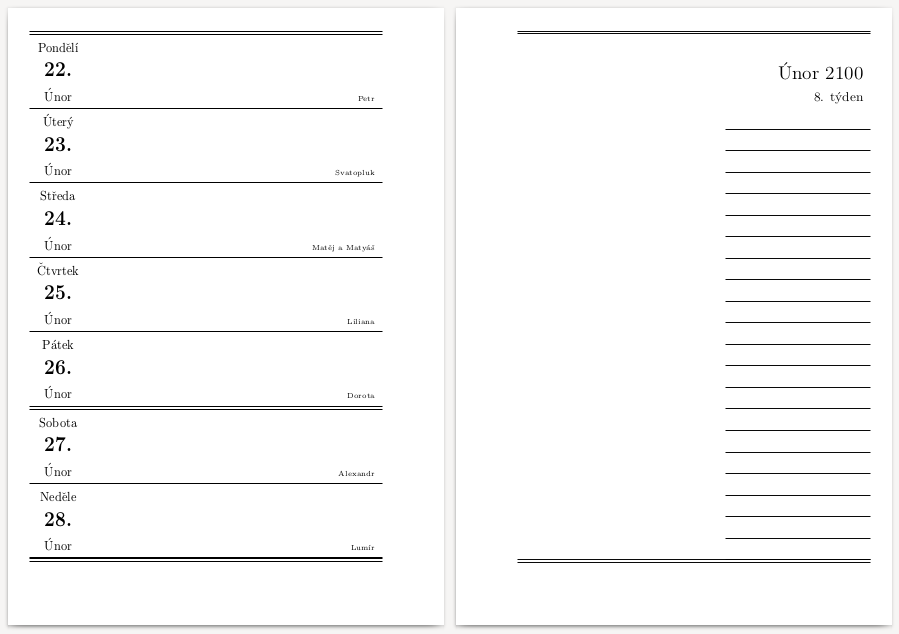 Pondělí
22.
Únor
Petr
Úterý
23.
Únor
Svatopluk
Středa
24.
Únor
Matěj a Matyáš
Čtvrtek
25.
Únor
Liliana
Pátek
26.
Únor
Dorota
Sobota
27.
Únor
Alexandr
Neděle
28.
Únor
Lumír
Únor 2100
8. týden